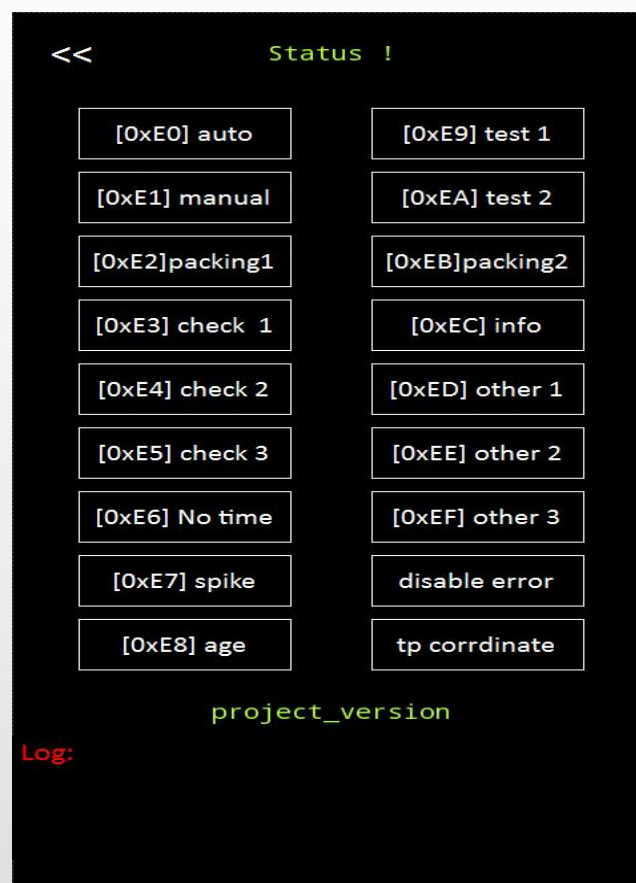 << Status !
[0xE0] auto [0xE9] test 1
[0xE1] manual [0xEA] test 2
[0xE2]packing1 [0xEB]packing2
[0xE3] check  1 [0xEC] info
[0xE4] check 2 [0xED] other 1
[0xE5] check 3 [0xEE] other 2
[0xE6] No time [0xEF] other 3
[0xE7] spike disable error
[0xE8] age tp corrdinate
project_version
Log: